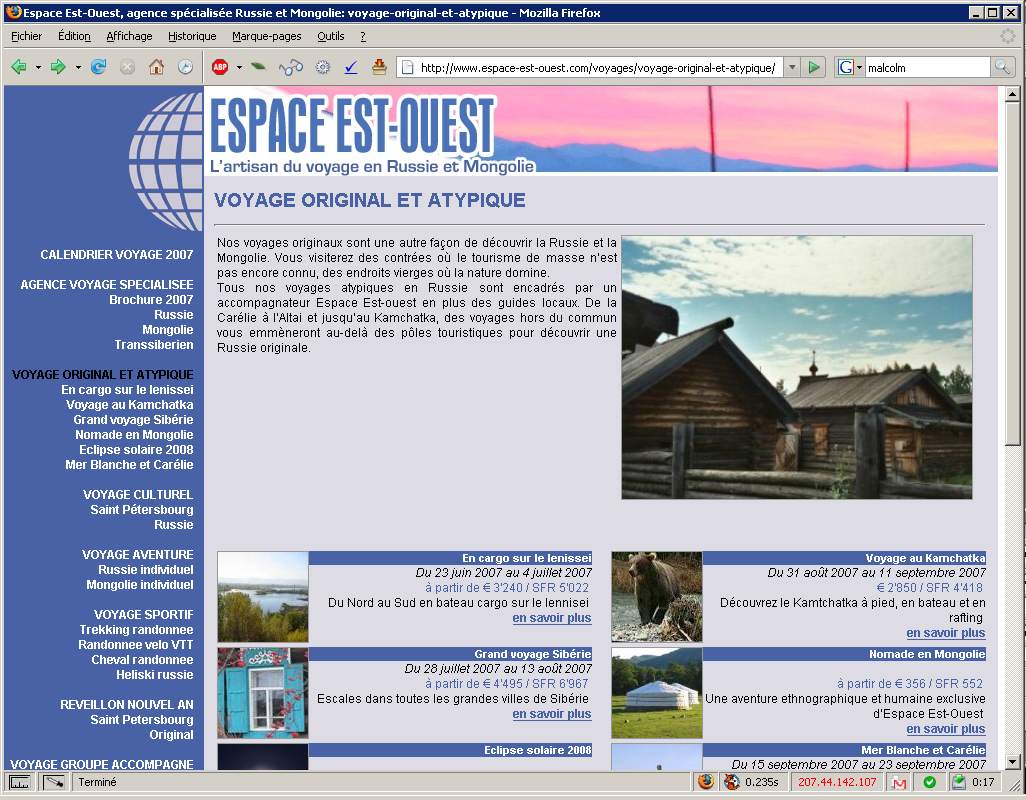 Espace Est-Ouest, agence spécialisée Russie et Mongolie: voyage-original-et-atypique - Mozilla Firefox
Fichier Édition Affichage Historique Marque-pages Outils ?
ABP http://www.espace-est-ouest.com/voyages/voyage-original-et-atypique/ G malcolm
ESPACE EST-OUEST
L'artisan du voyage en Russie et Mongolie
CALENDRIER VOYAGE 2007
AGENCE VOYAGE SPECIALISEE
Brochure 2007
Russie
Mongolie
Transsiberien
VOYAGE ORIGINAL ET ATYPIQUE
En cargo sur le Ienissei
Voyage au Kamchatka
Grand voyage Sibérie
Nomade en Mongolie
Eclipse solaire 2008
Mer Blanche et Carélie
VOYAGE CULTUREL
Saint Pétersbourg
Russie
VOYAGE AVENTURE
Russie individuel
Mongolie individuel
VOYAGE SPORTIF
Trekking randonnee
Randonnee velo VTT
Cheval randonnee
Heliski russie
REVEILLON NOUVEL AN
Saint Petersbourg
Original
VOYAGE GROUPE ACCOMPAGNE
VOYAGE ORIGINAL ET ATYPIQUE
Nos voyages originaux sont une autre façon de découvrir la Russie et la
Mongolie. Vous visiterez des contrées où le tourisme de masse n'est
pas encore connu, des endroits vierges où la nature domine.
Tous nos voyages atypiques en Russie sont encadrés par un
accompagnateur Espace Est-ouest en plus des guides locaux. De la
Carélie à l'Altai et jusqu'au Kamchatka, des voyages hors du commun
vous emmèneront au-delà des pôles touristiques pour découvrir une
Russie originale.
En cargo sur le Ienissei
Du 23 juin 2007 au 4 juillet 2007
à partir de € 3'240 / SFR 5'022
Du Nord au Sud en bateau cargo sur le Iennisei
en savoir plus
Voyage au Kamchatka
Du 31 août 2007 au 11 septembre 2007
€ 2'850 / SFR 4'418
Découvrez le Kamtchatka à pied, en bateau et en
rafting
en savoir plus
Grand voyage Sibérie
Du 28 juillet 2007 au 13 août 2007
à partir de € 4'495 / SFR 6'967
Escales dans toutes les grandes villes de Sibérie
en savoir plus
Nomade en Mongolie
à partir de € 356 / SFR 552
Une aventure ethnographique et humaine exclusive
d'Espace Est-Ouest
en savoir plus
Eclipse solaire 2008
Mer Blanche et Carélie
Du 15 septembre 2007 au 23 septembre 2007
Terminé 0.235s 207.44.142.107 0:17